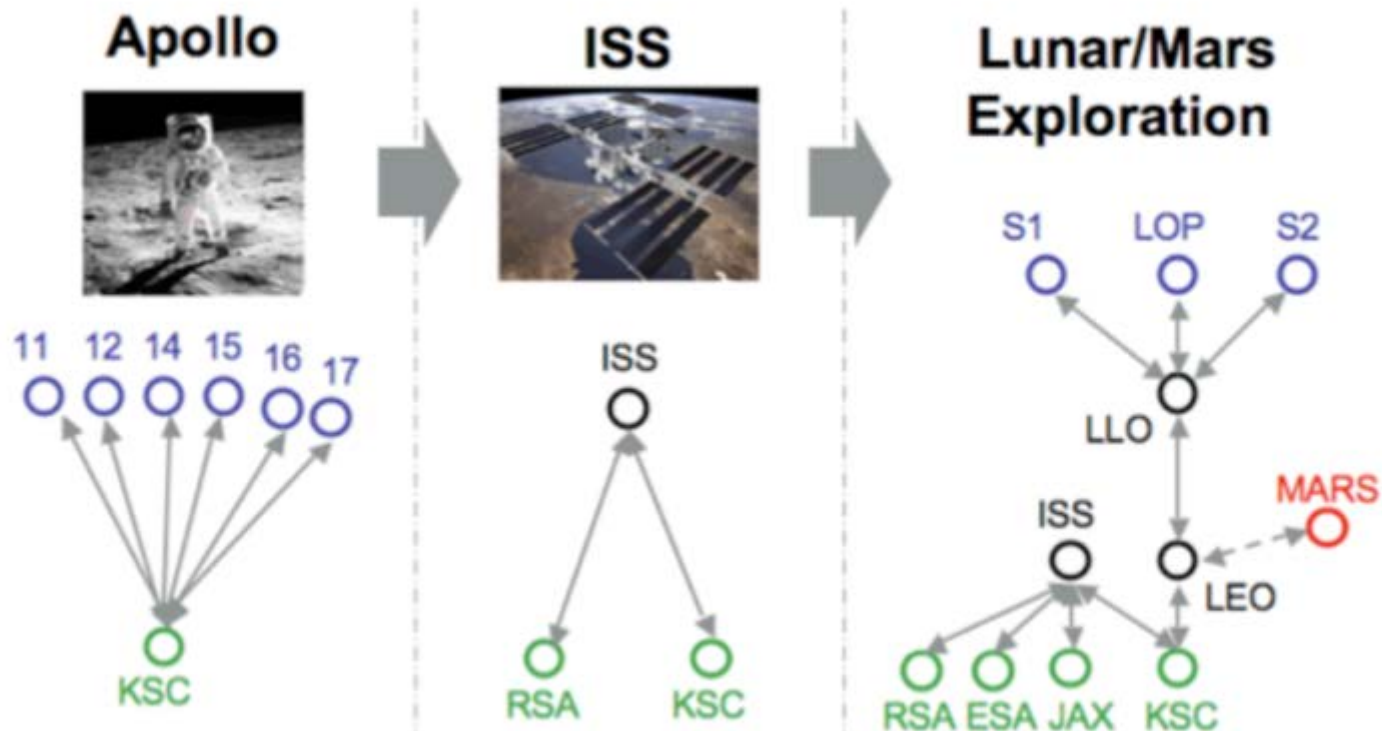 Apollo
11 12 14 15 16 17
KSC
ISS
ISS
RSA KSC
Lunar/Mars
Exploration
S1 LOP S2
LLO
MARS
ISS
LEO
RSA ESA JAX KSC